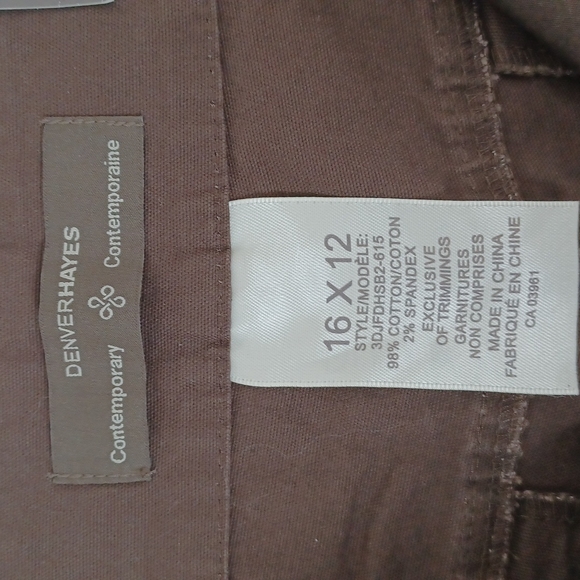 DENVERHAYES
Contemporary Contemporaine
16 X 12
STYLE/MODÈLE:
3DJFDHSB2-615
98% COTTON/COTON
2% SPANDEX
EXCLUSIVE
OF TRIMMINGS
GARNITURES
NON COMPRISES
MADE IN CHINA
FABRIQUÉ EN CHINE
CA 03961